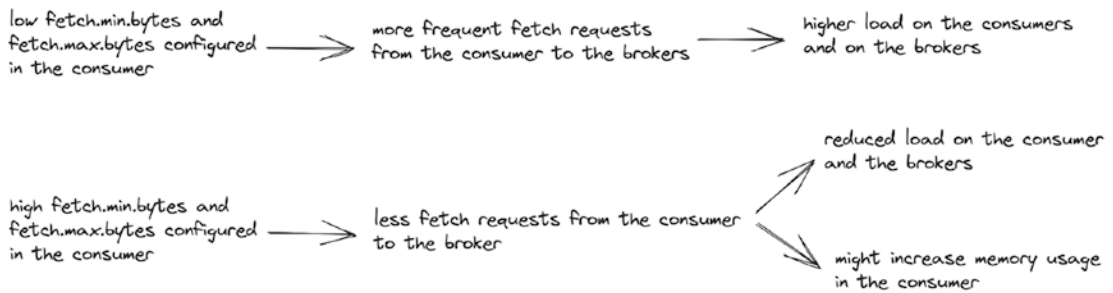 low fetch.min.bytes and
fetch.max.bytes configured
in the consumer
more frequent fetch requests
from the consumer to the brokers
higher load on the consumers
and on the brokers
high fetch.min.bytes and
fetch.max.bytes configured
in the consumer
less fetch requests from the consumer
to the broker
reduced load on the consumer
and the brokers
might increase memory usage
in the consumer